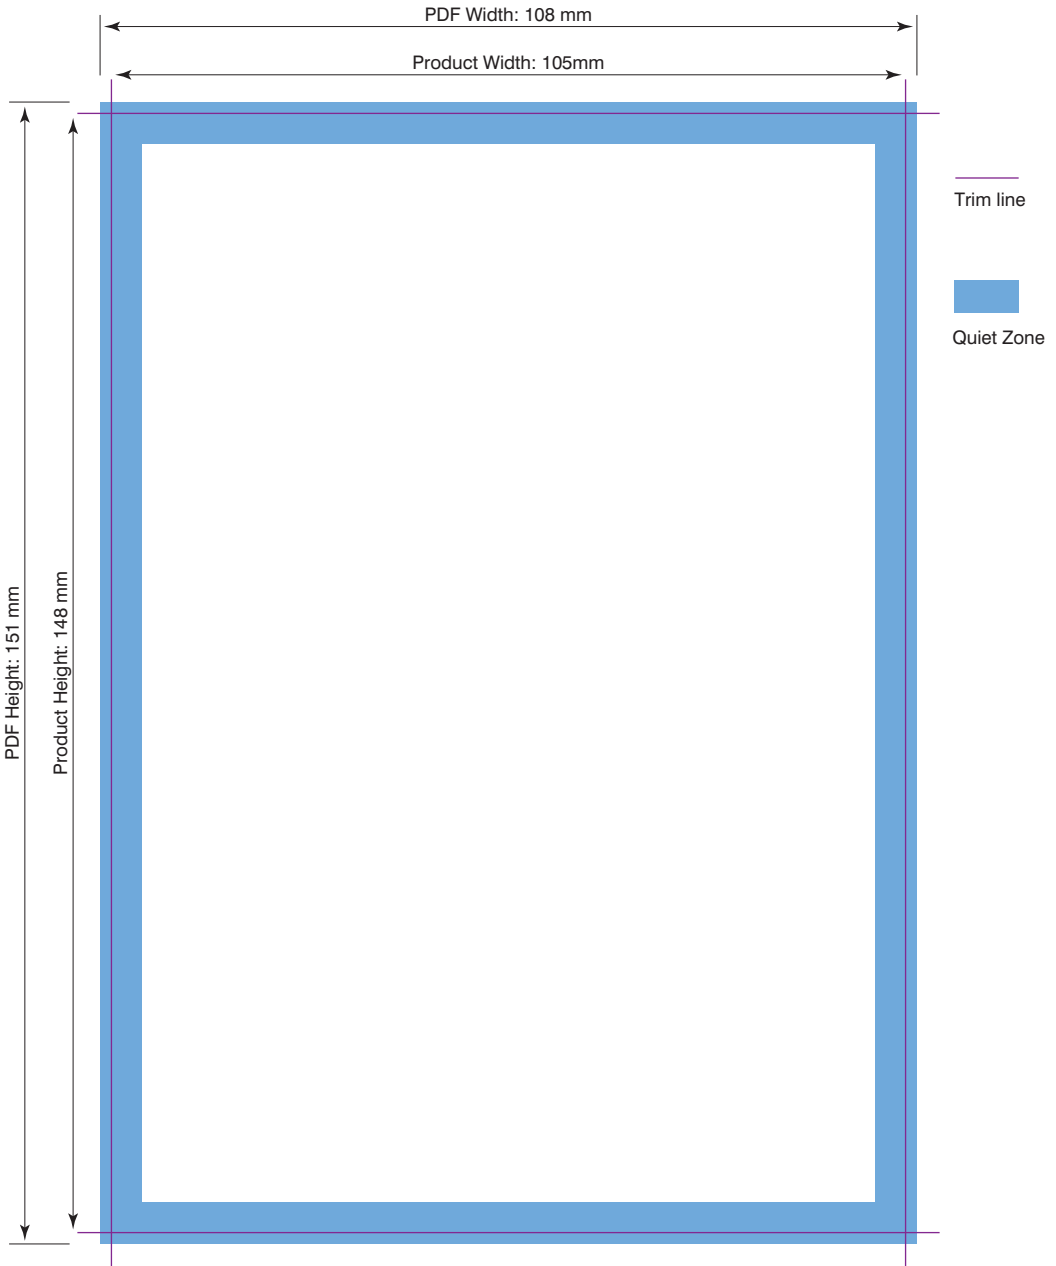 PDF Width: 108 mm
Product Width: 105mm
Trim line
Quiet Zone
PDF Height: 151 mm
Product Height: 148 mm